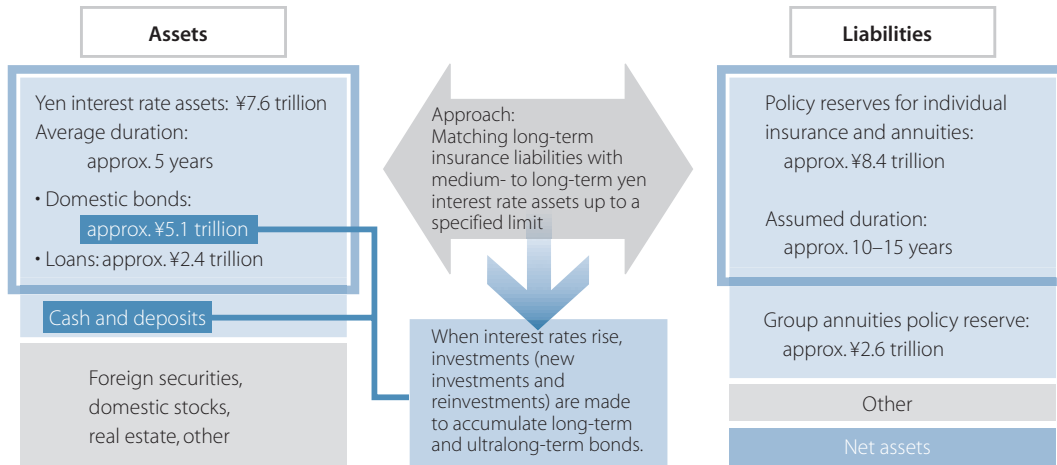 Assets
Yen interest rate assets: ¥7.6 trillion
Average duration:
approx. 5 years
• Domestic bonds:
approx. ¥5.1 trillion
• Loans: approx. ¥2.4 trillion
Cash and deposits
Foreign securities,
domestic stocks,
real estate, other
Approach:
Matching long-term
insurance liabilities with
medium- to long-term yen
interest rate assets up to a
specified limit
When interest rates rise,
investments (new
investments and
reinvestments) are made
to accumulate long-term
and ultralong-term bonds.
Liabilities
Policy reserves for individual
insurance and annuities:
approx. ¥8.4 trillion
Assumed duration:
approx. 10–15 years
Group annuities policy reserve:
approx. ¥2.6 trillion
Other
Net assets